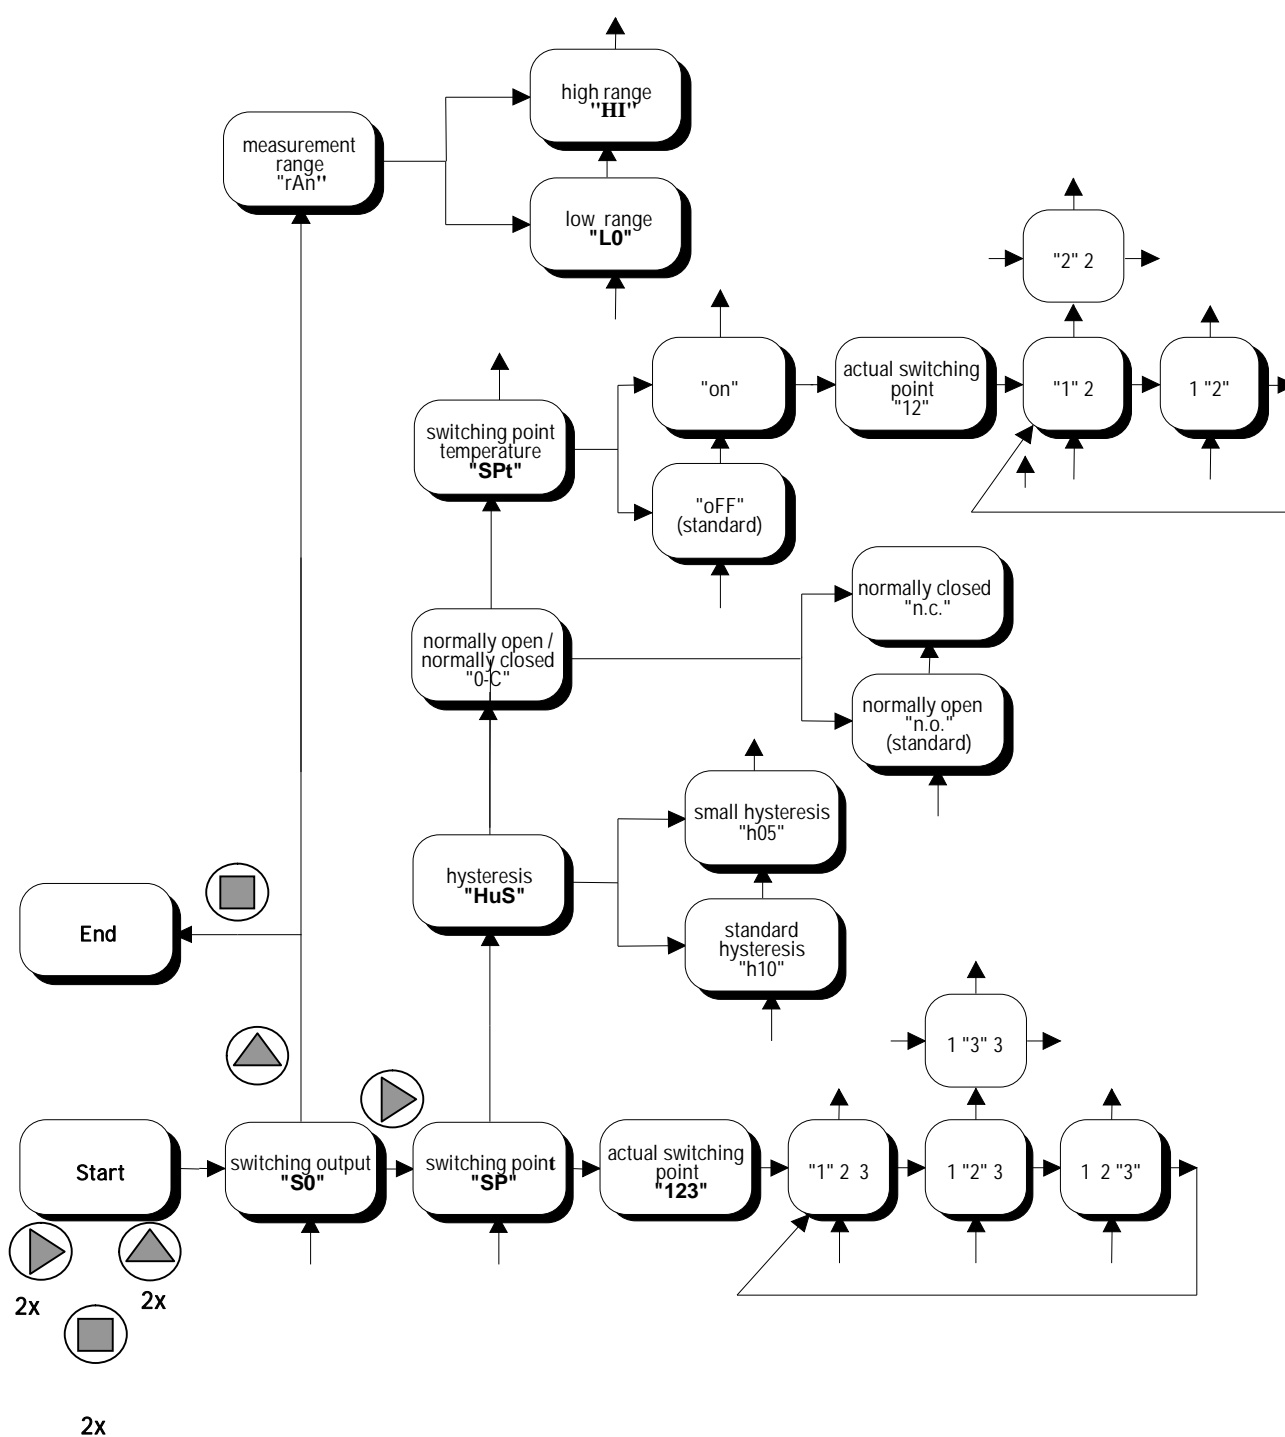 high range
"HI"
measurement
range
"rAn"
low range
"L0"
"2" 2
"on"
actual switching
point
"12"
"1" 2
1 "2"
switching point
temperature
"SPt"
"oFF"
(standard)
normally closed
"n.c."
normally open /
normally closed
"0-C"
normally open
"n.o."
(standard)
small hysteresis
"h05"
hysteresis
"HuS"
standard
hysteresis
"h10"
End
1 "3" 3
Start
switching output
"S0"
switching point
"SP"
actual switching
point
"123"
"1" 2 3
1 "2" 3
1 2 "3"
2x
2x
2x